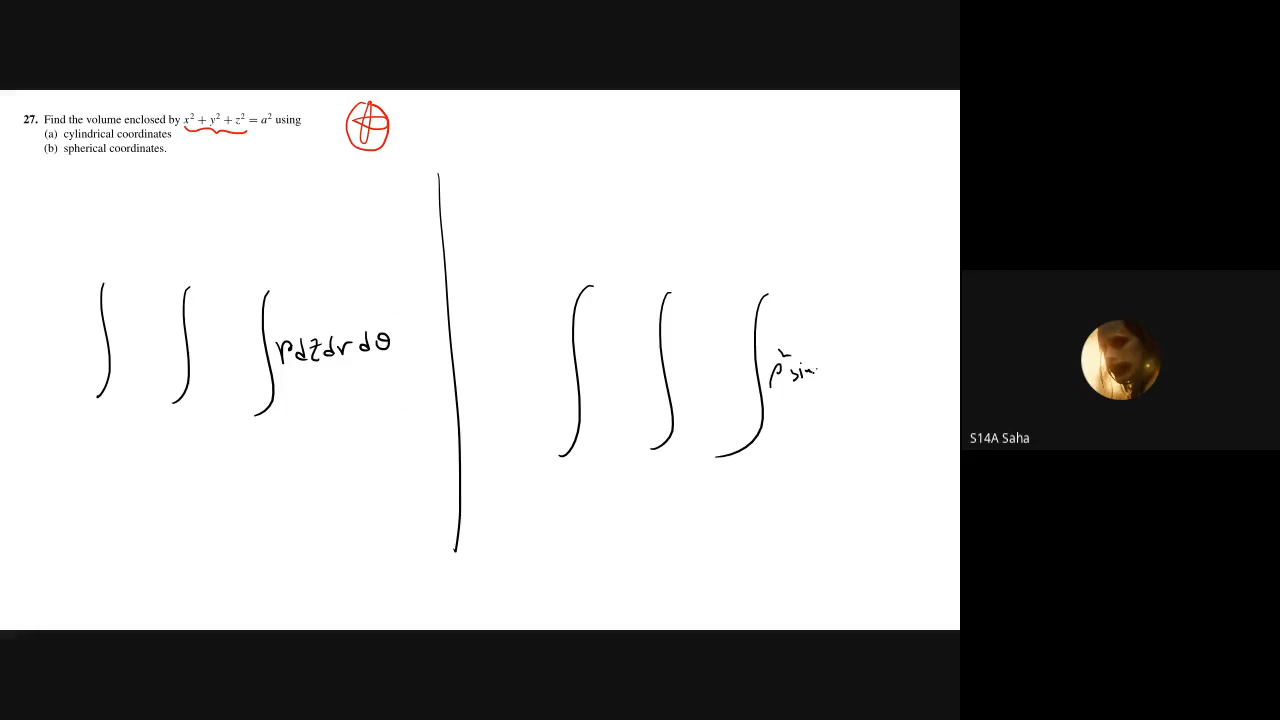 27. Find the volume enclosed by x² + y² + z² = a² using
(a) cylindrical coordinates
(b) spherical coordinates.
∫ ∫ ∫ r dz dr dθ
∫ ∫ ∫ ρ² sin
S14A Saha